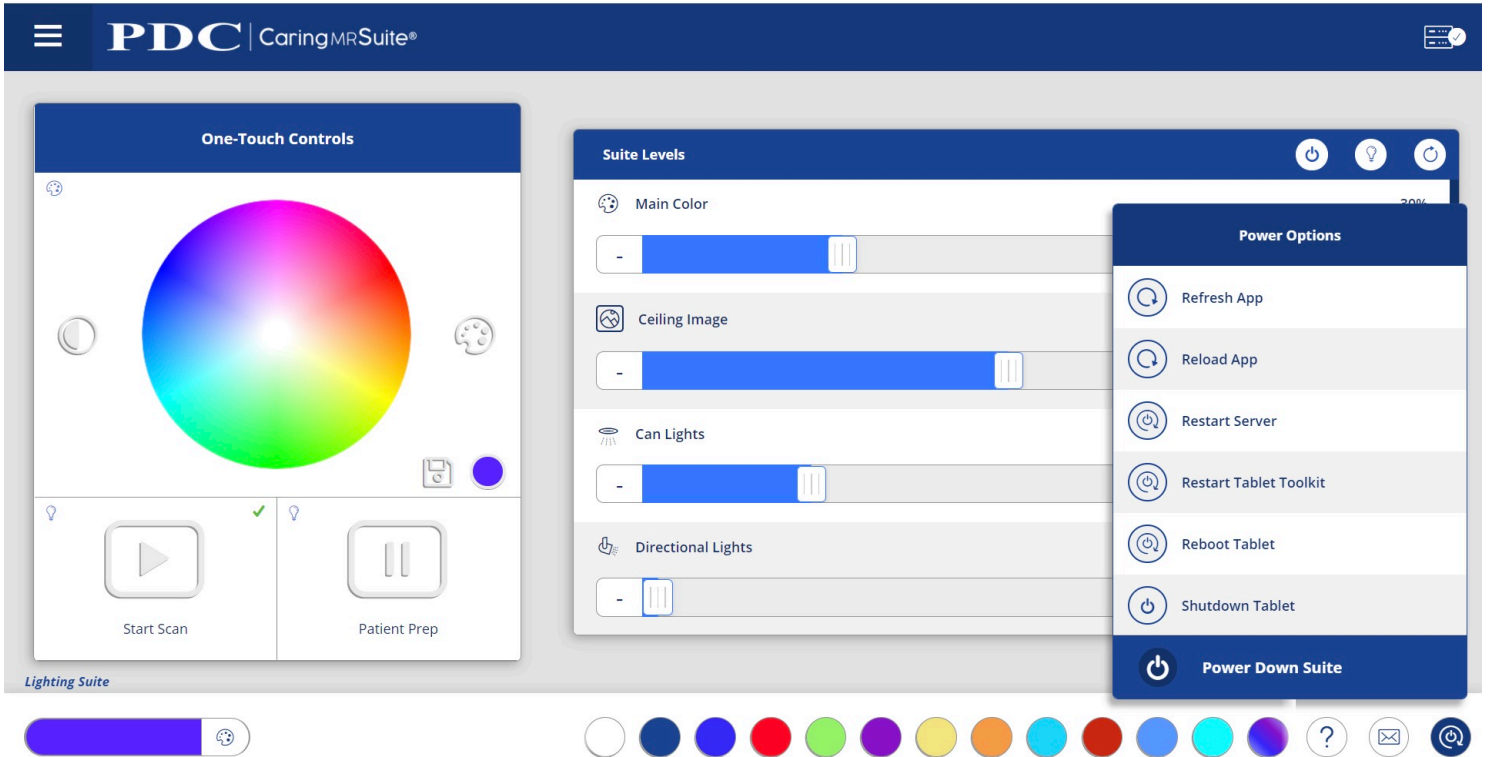 PDC | CaringMRSuite®
One-Touch Controls
Start Scan
Patient Prep
Suite Levels
Main Color
30%
-
Ceiling Image
-
Can Lights
-
Directional Lights
-
Power Options
Refresh App
Reload App
Restart Server
Restart Tablet Toolkit
Reboot Tablet
Shutdown Tablet
Power Down Suite
Lighting Suite
?